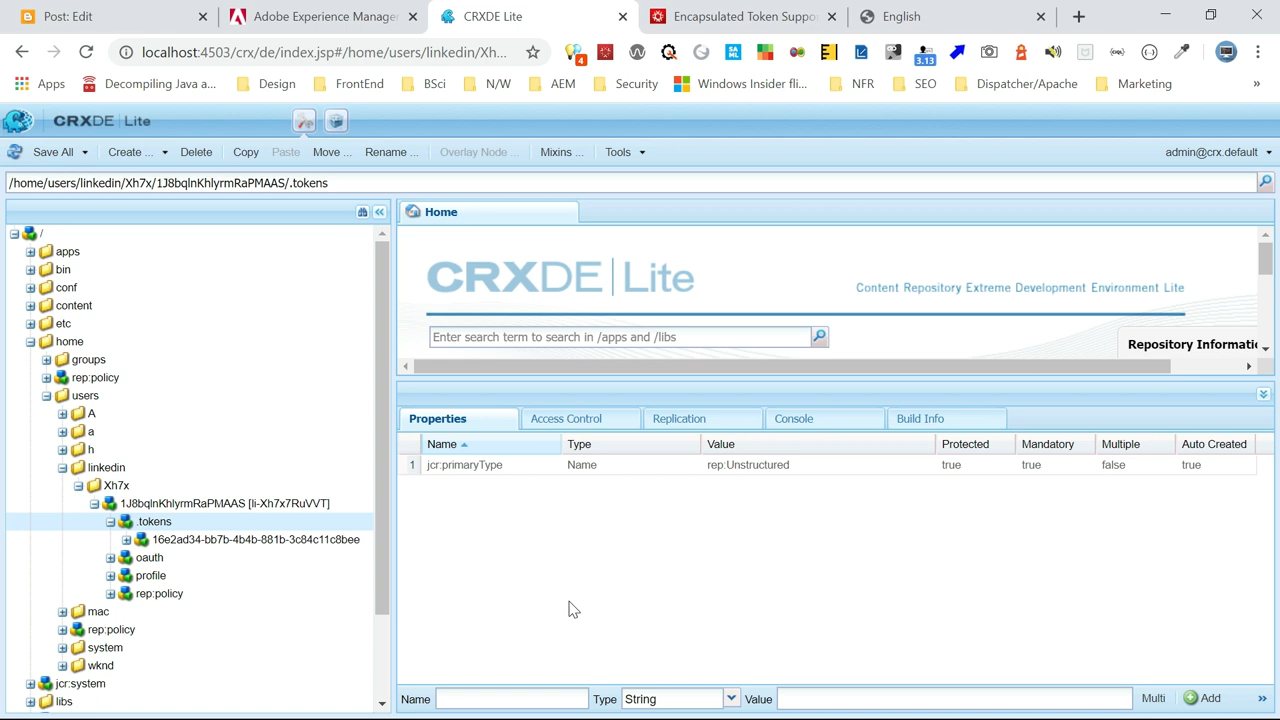 Post: Edit
Adobe Experience Manage
CRXDE Lite
Encapsulated Token Suppo
English
localhost:4503/crx/de/index.jsp#/home/users/linkedin/Xh...
4
SAML
3.13
Apps
Decompiling Java a...
Design
FrontEnd
BSci
N/W
AEM
Security
Windows Insider fli...
NFR
SEO
Dispatcher/Apache
Marketing
»
CRXDE | Lite
Save All
Create ...
Delete
Copy
Paste
Move ...
Rename ...
Overlay Node ...
Mixins ...
Tools
admin@crx.default
/home/users/linkedin/Xh7x/1J8bqlnKhlyrmRaPMAAS/.tokens
Home
/
apps
bin
conf
content
etc
home
groups
rep:policy
users
A
a
h
linkedin
Xh7x
1J8bqlnKhlyrmRaPMAAS [li-Xh7x7RuVVT]
.tokens
16e2ad34-bb7b-4b4b-881b-3c84c11c8bee
oauth
profile
rep:policy
mac
rep:policy
system
wknd
jcr:system
libs
CRXDE | Lite
Content Repository Extreme Development Environment Lite
Enter search term to search in /apps and /libs
Repository Informatio
Properties
Access Control
Replication
Console
Build Info
Name Type Value Protected Mandatory Multiple Auto Created
1 jcr:primaryType Name rep:Unstructured true true false true
Name Type String Value Multi Add »